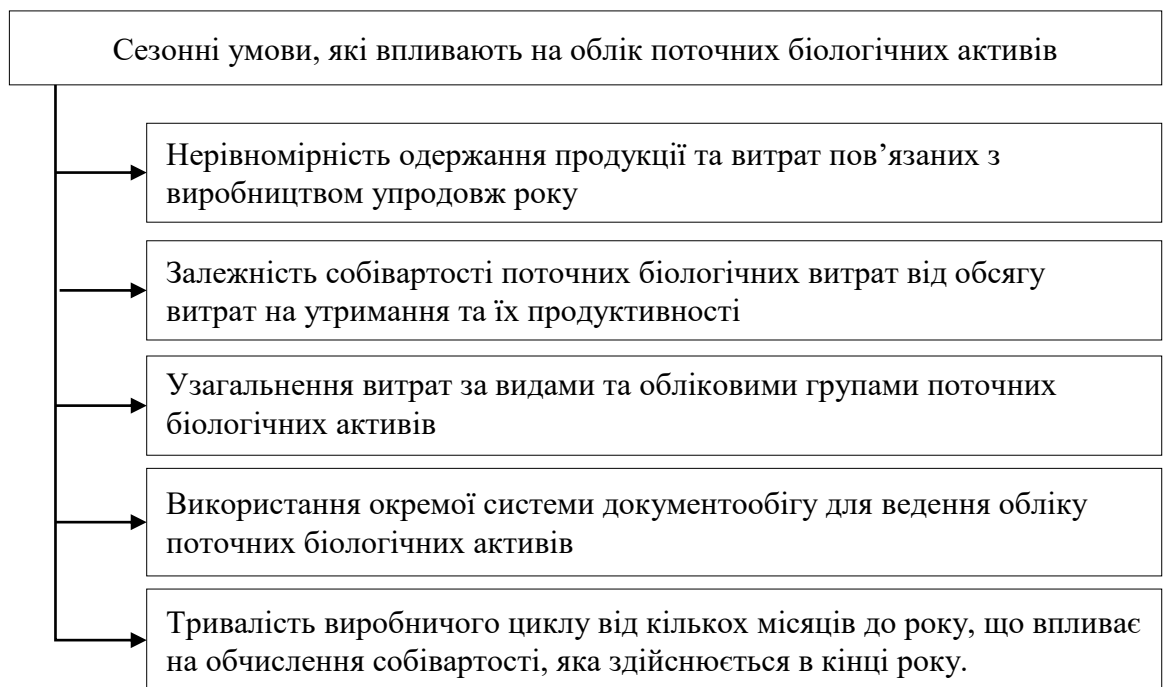 Сезонні умови, які впливають на облік поточних біологічних активів
Нерівномірність одержання продукції та витрат пов’язаних з
виробництвом упродовж року
Залежність собівартості поточних біологічних витрат від обсягу
витрат на утримання та їх продуктивності
Узагальнення витрат за видами та обліковими групами поточних
біологічних активів
Використання окремої системи документообігу для ведення обліку
поточних біологічних активів
Тривалість виробничого циклу від кількох місяців до року, що впливає
на обчислення собівартості, яка здійснюється в кінці року.